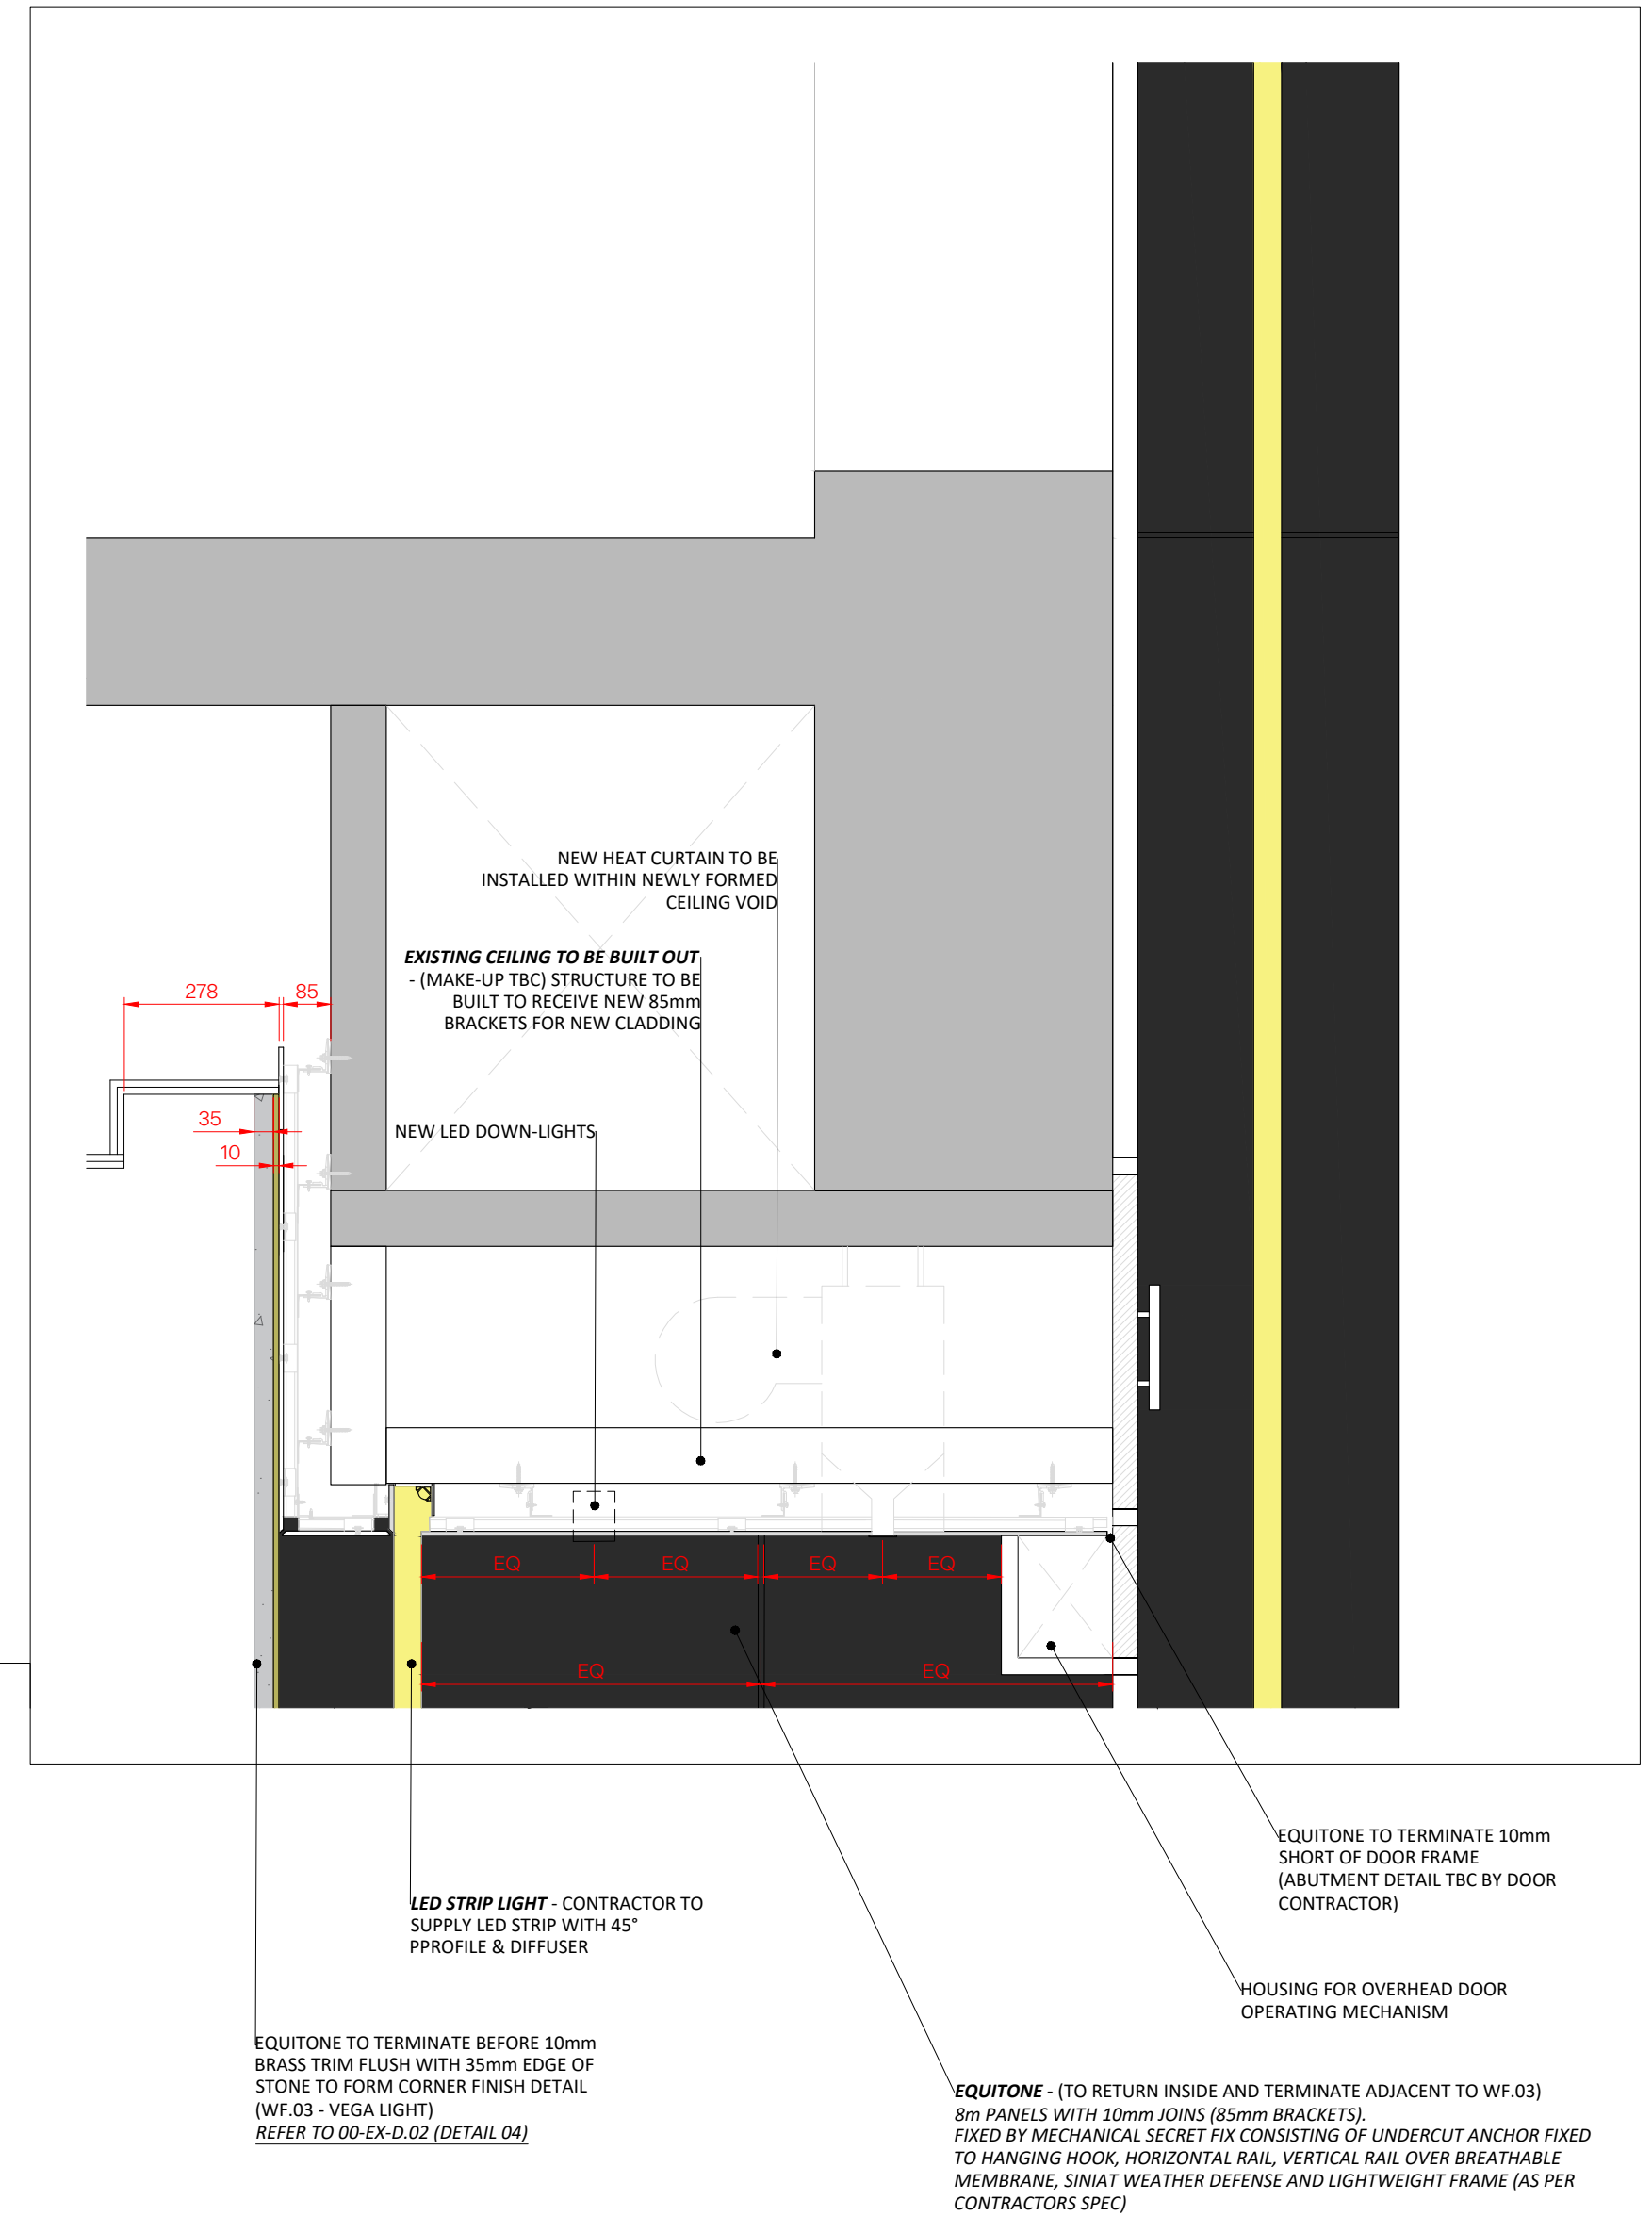 NEW HEAT CURTAIN TO BE
INSTALLED WITHIN NEWLY FORMED
CEILING VOID
EXISTING CEILING TO BE BUILT OUT
- (MAKE-UP TBC) STRUCTURE TO BE
BUILT TO RECEIVE NEW 85mm
BRACKETS FOR NEW CLADDING
278
85
35
10
NEW LED DOWN-LIGHTS
EQ
EQ
EQ
EQ
EQ
EQ
EQUITONE TO TERMINATE 10mm
SHORT OF DOOR FRAME
(ABUTMENT DETAIL TBC BY DOOR
CONTRACTOR)
LED STRIP LIGHT - CONTRACTOR TO
SUPPLY LED STRIP WITH 45°
PPROFILE & DIFFUSER
HOUSING FOR OVERHEAD DOOR
OPERATING MECHANISM
EQUITONE TO TERMINATE BEFORE 10mm
BRASS TRIM FLUSH WITH 35mm EDGE OF
STONE TO FORM CORNER FINISH DETAIL
(WF.03 - VEGA LIGHT)
REFER TO 00-EX-D.02 (DETAIL 04)
EQUITONE - (TO RETURN INSIDE AND TERMINATE ADJACENT TO WF.03)
8m PANELS WITH 10mm JOINS (85mm BRACKETS).
FIXED BY MECHANICAL SECRET FIX CONSISTING OF UNDERCUT ANCHOR FIXED
TO HANGING HOOK, HORIZONTAL RAIL, VERTICAL RAIL OVER BREATHABLE
MEMBRANE, SINIAT WEATHER DEFENSE AND LIGHTWEIGHT FRAME (AS PER
CONTRACTORS SPEC)